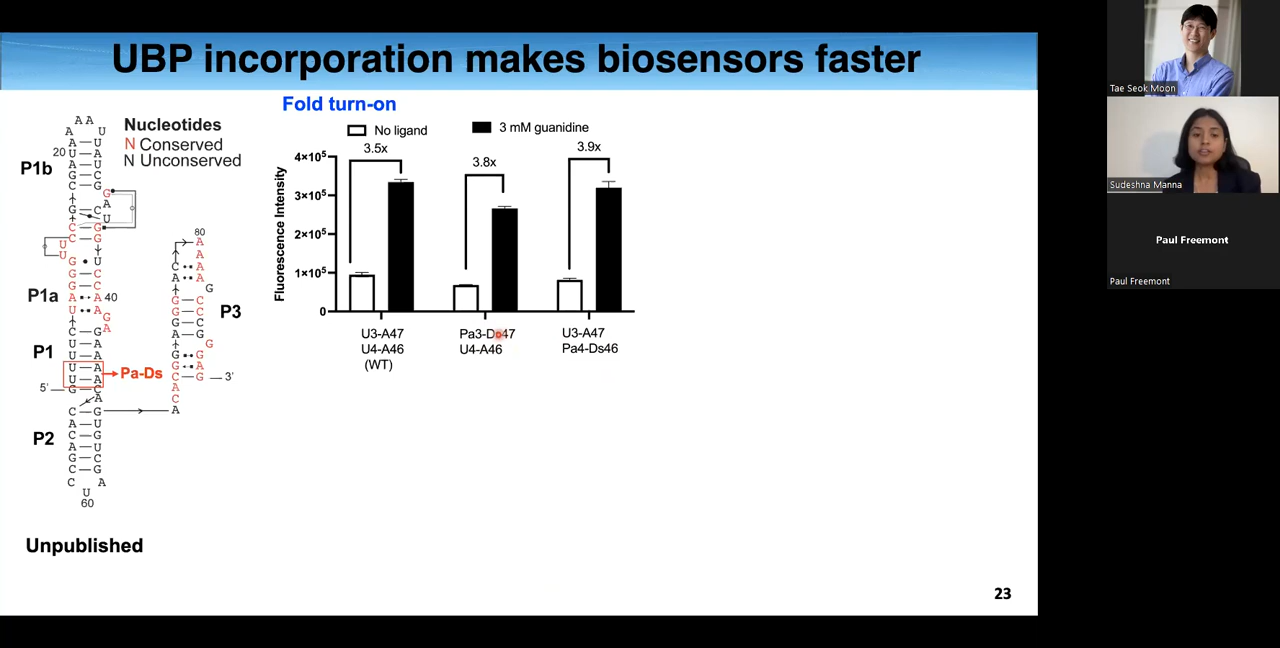 UBP incorporation makes biosensors faster
Fold turn-on
Nucleotides
N Conserved
N Unconserved
No ligand
3 mM guanidine
3.5x
3.8x
3.9x
4×10⁵
3×10⁵
2×10⁵
1×10⁵
0
Fluorescence Intensity
U3-A47
U4-A46
(WT)
Pa3-Ds47
U4-A46
U3-A47
Pa4-Ds46
P1b
20
P1a
40
P1
Pa-Ds
5'
P2
60
80
P3
3'
Unpublished
23
Tae Seok Moon
Sudeshna Manna
Paul Freemont
Paul Freemont